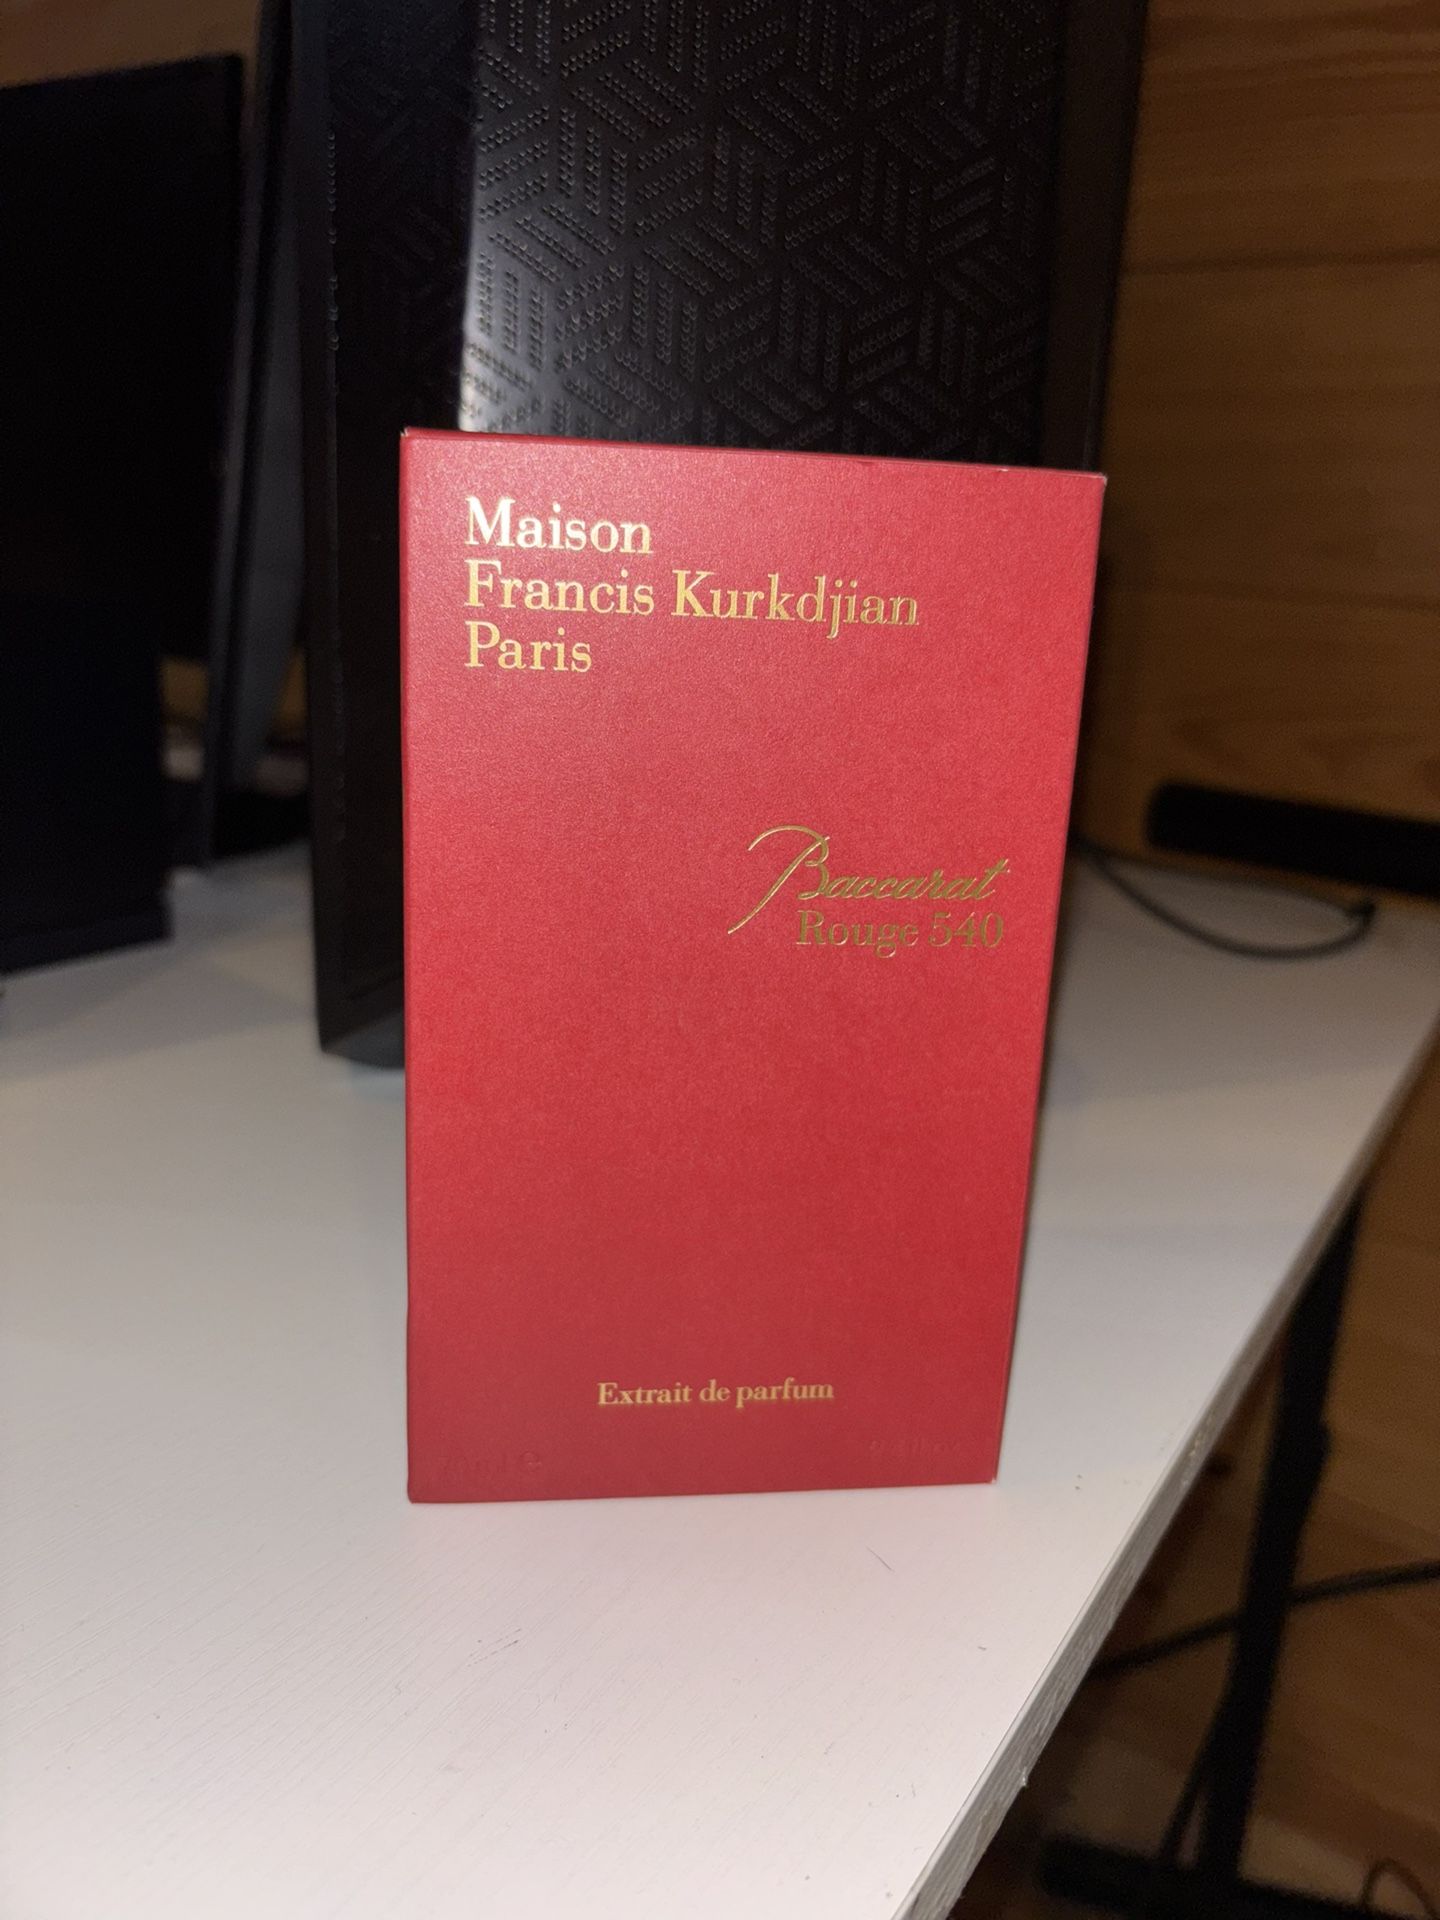 Maison
Francis Kurkdjian
Paris
Baccarat
Rouge 540
Extrait de parfum